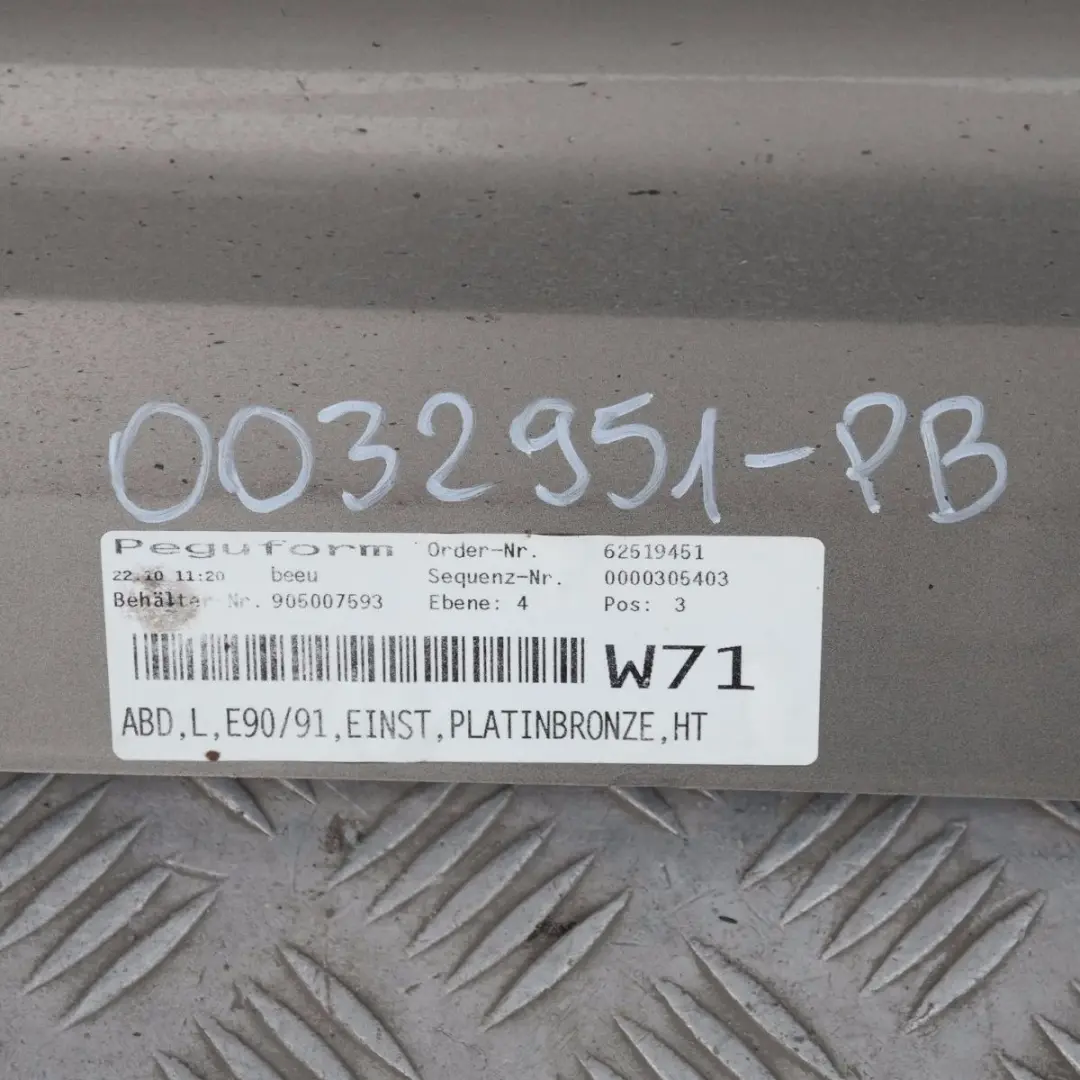 0032951-PB
Peguform Order-Nr. 62519451
22.10 11:20 beeu Sequenz-Nr. 0000305403
Behälter-Nr. 905007593 Ebene: 4 Pos: 3
W71
ABD,L,E90/91,EINST,PLATINBRONZE,HT